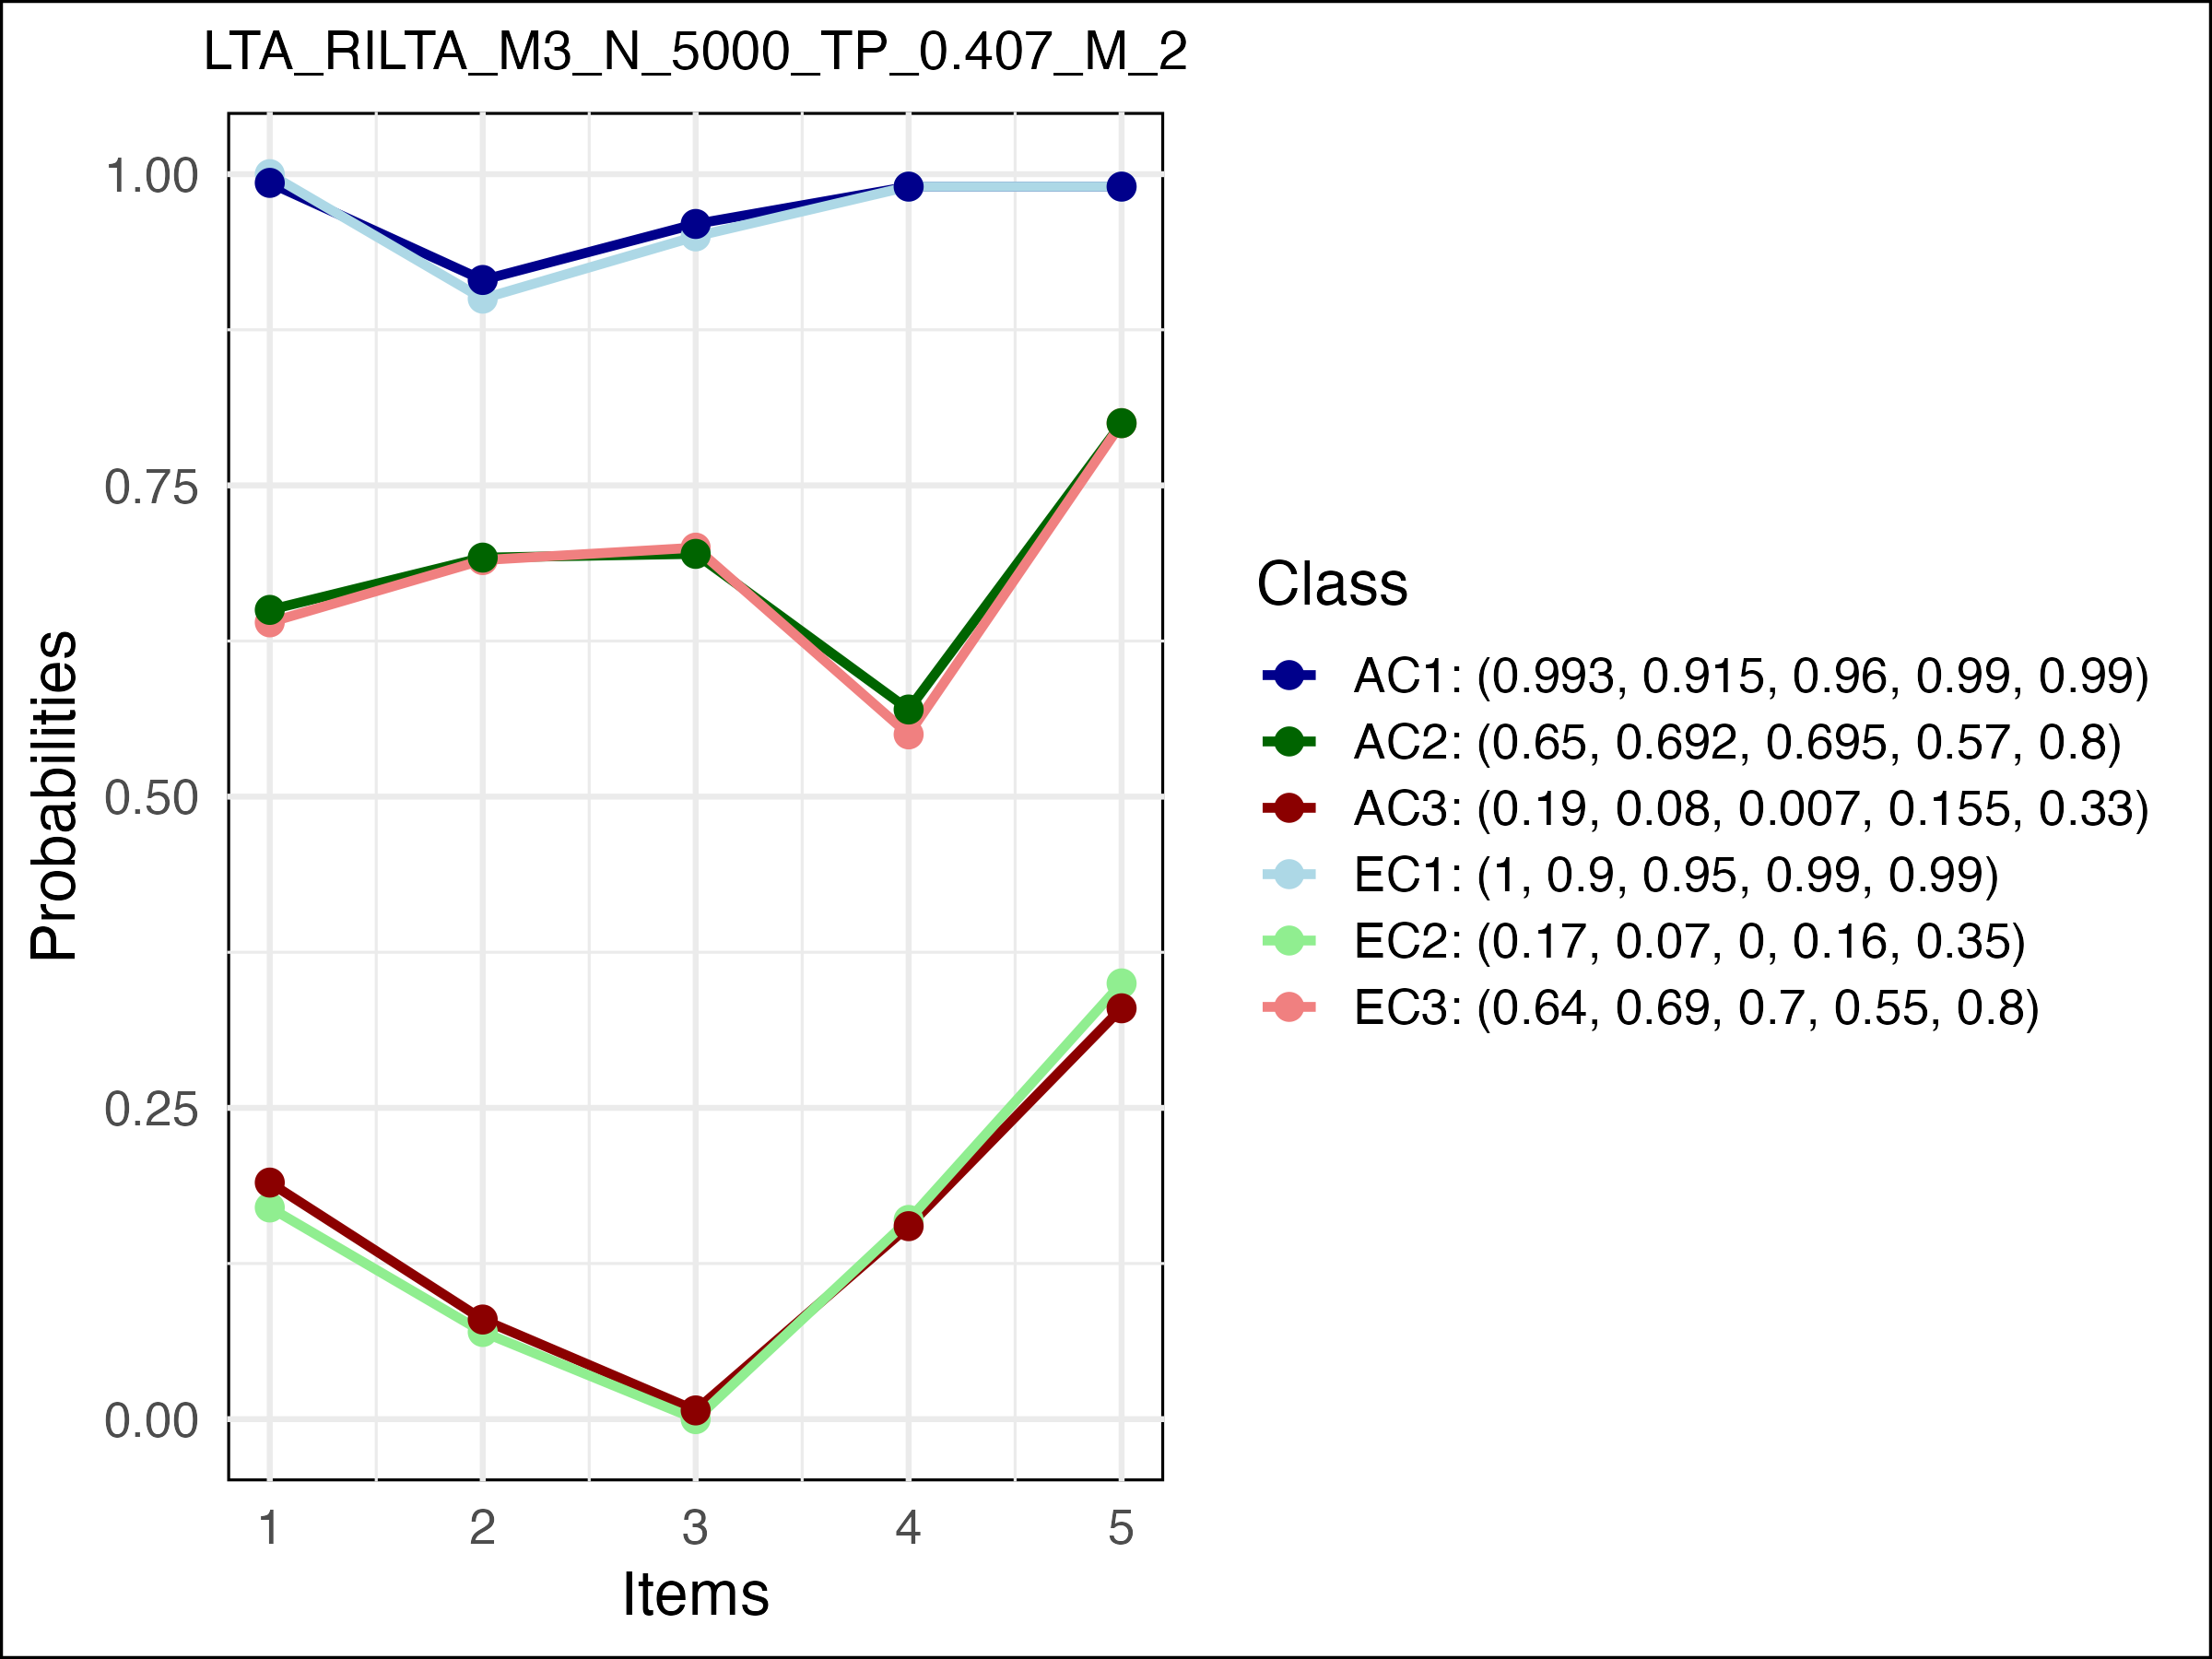 LTA_RILTA_M3_N_5000_TP_0.407_M_2
Probabilities
1.00
0.75
0.50
0.25
0.00
1 2 3 4 5
Items
Class
AC1: (0.993, 0.915, 0.96, 0.99, 0.99)
AC2: (0.65, 0.692, 0.695, 0.57, 0.8)
AC3: (0.19, 0.08, 0.007, 0.155, 0.33)
EC1: (1, 0.9, 0.95, 0.99, 0.99)
EC2: (0.17, 0.07, 0, 0.16, 0.35)
EC3: (0.64, 0.69, 0.7, 0.55, 0.8)